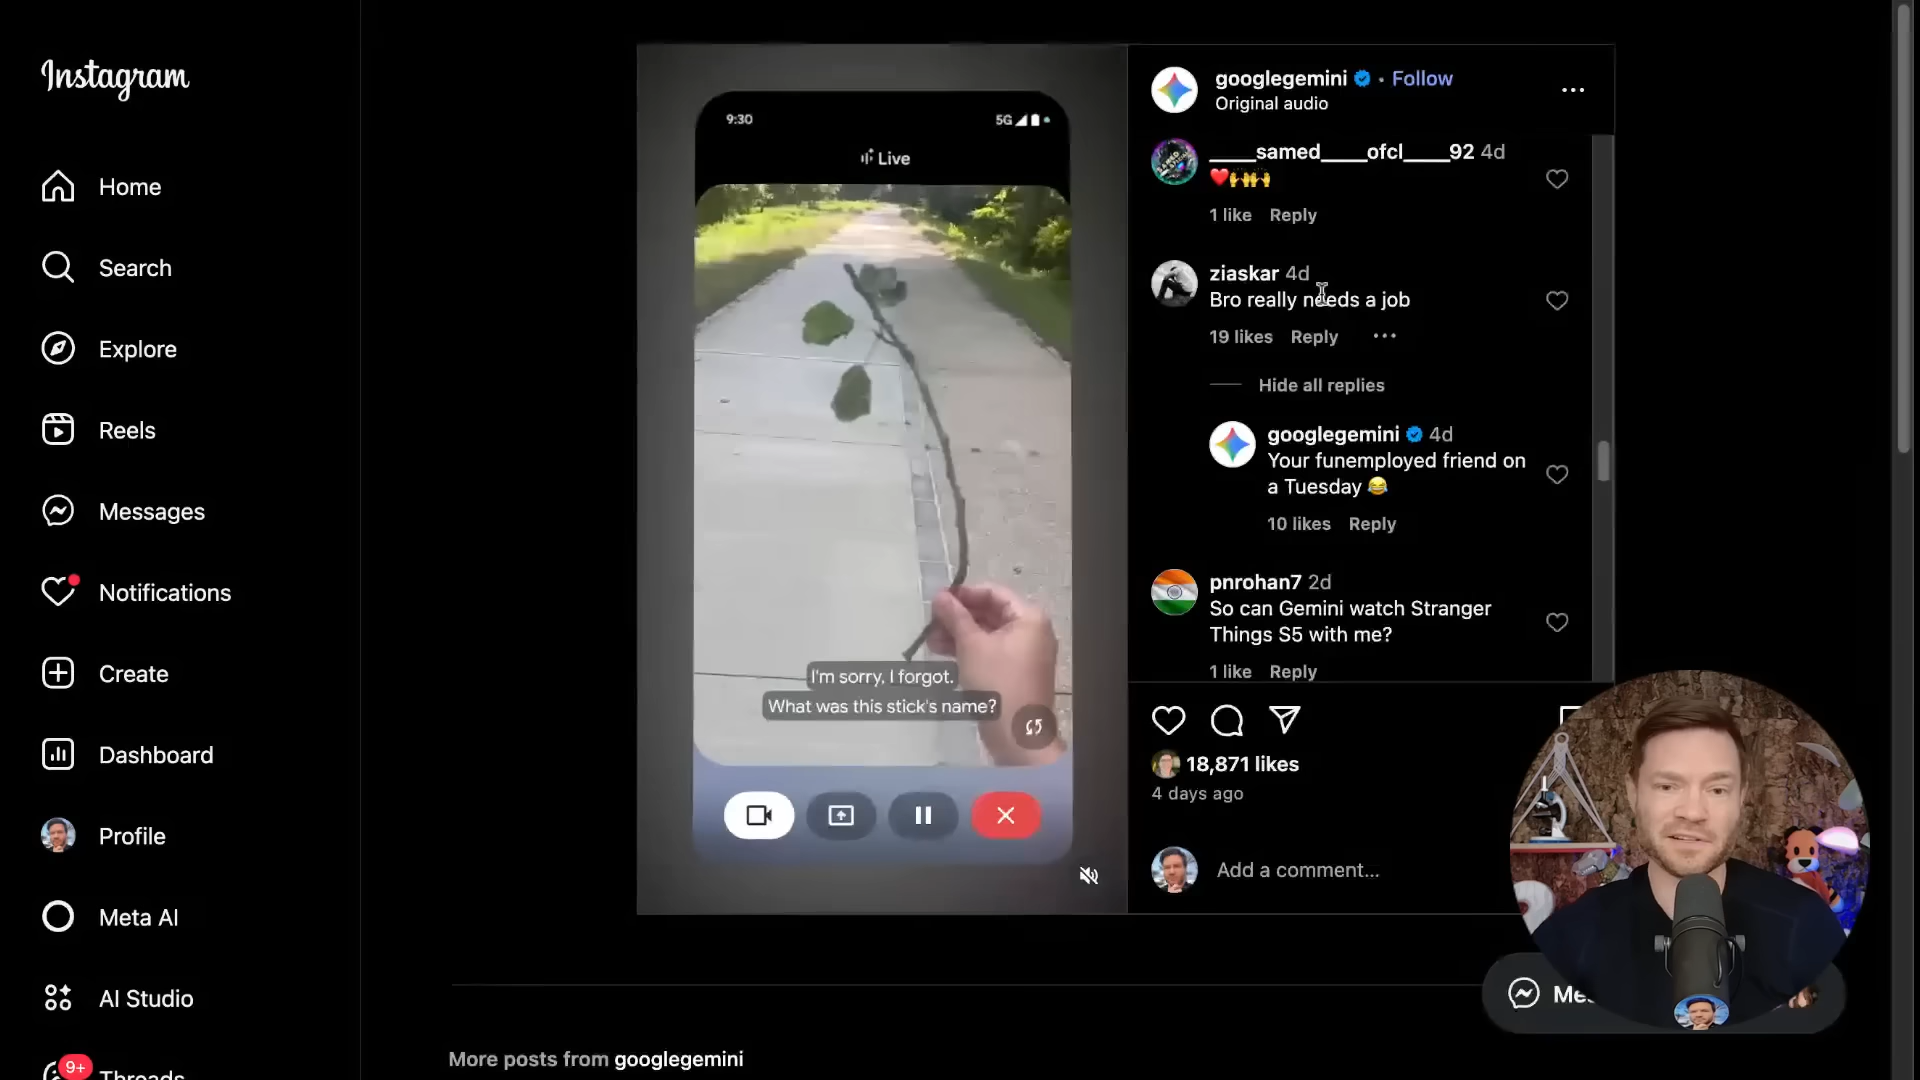 Instagram
Home
Search
Explore
Reels
Messages
Notifications
Create
Dashboard
Profile
Meta AI
AI Studio
9+
Threads
9:30
5G
Live
I'm sorry, I forgot.
What was this stick's name?
googlegemini • Follow
Original audio
____samed____ofcl____92 4d
❤️🙌🙌
1 like Reply
ziaskar 4d
Bro really needs a job
19 likes Reply
Hide all replies
googlegemini 4d
Your funemployed friend on
a Tuesday 😂
10 likes Reply
pnrohan7 2d
So can Gemini watch Stranger
Things S5 with me?
1 like Reply
18,871 likes
4 days ago
Add a comment...
More posts from googlegemini